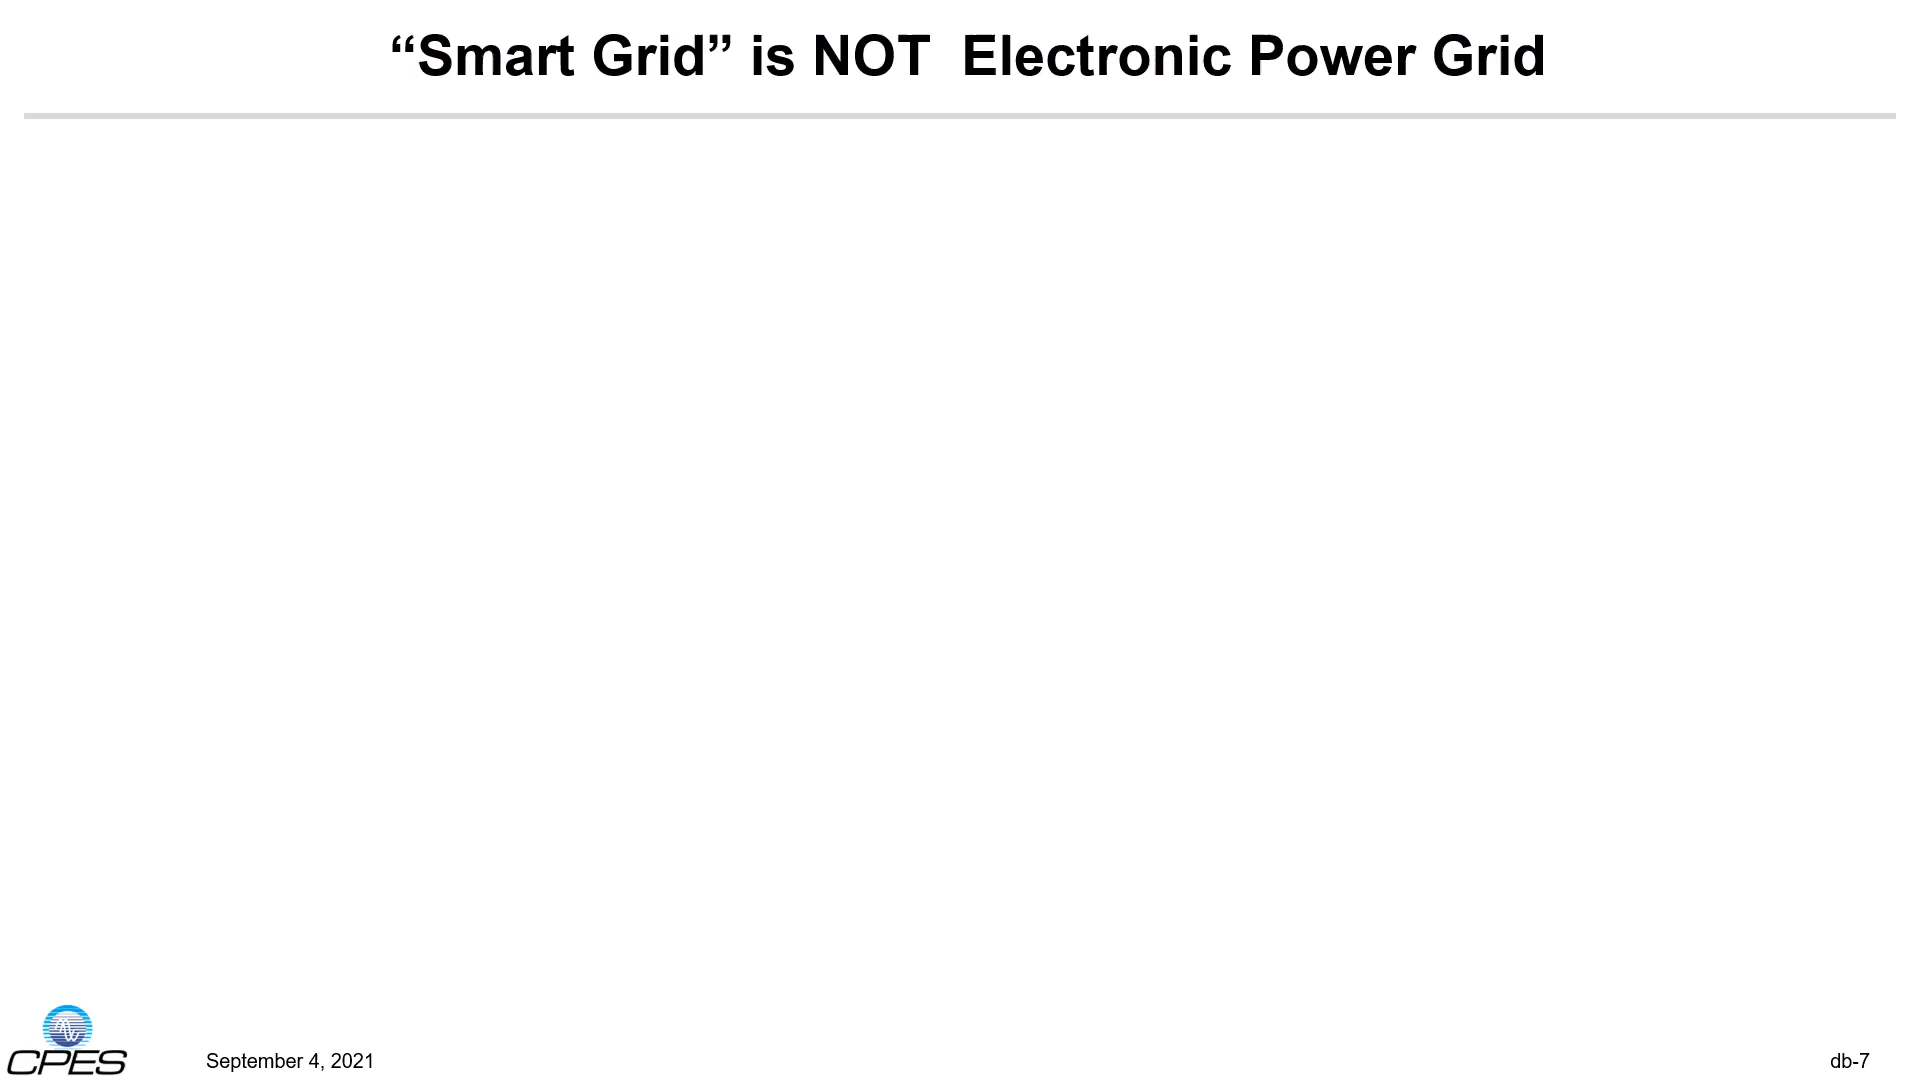 “Smart Grid” is NOT  Electronic Power Grid
CPES
September 4, 2021
db-7